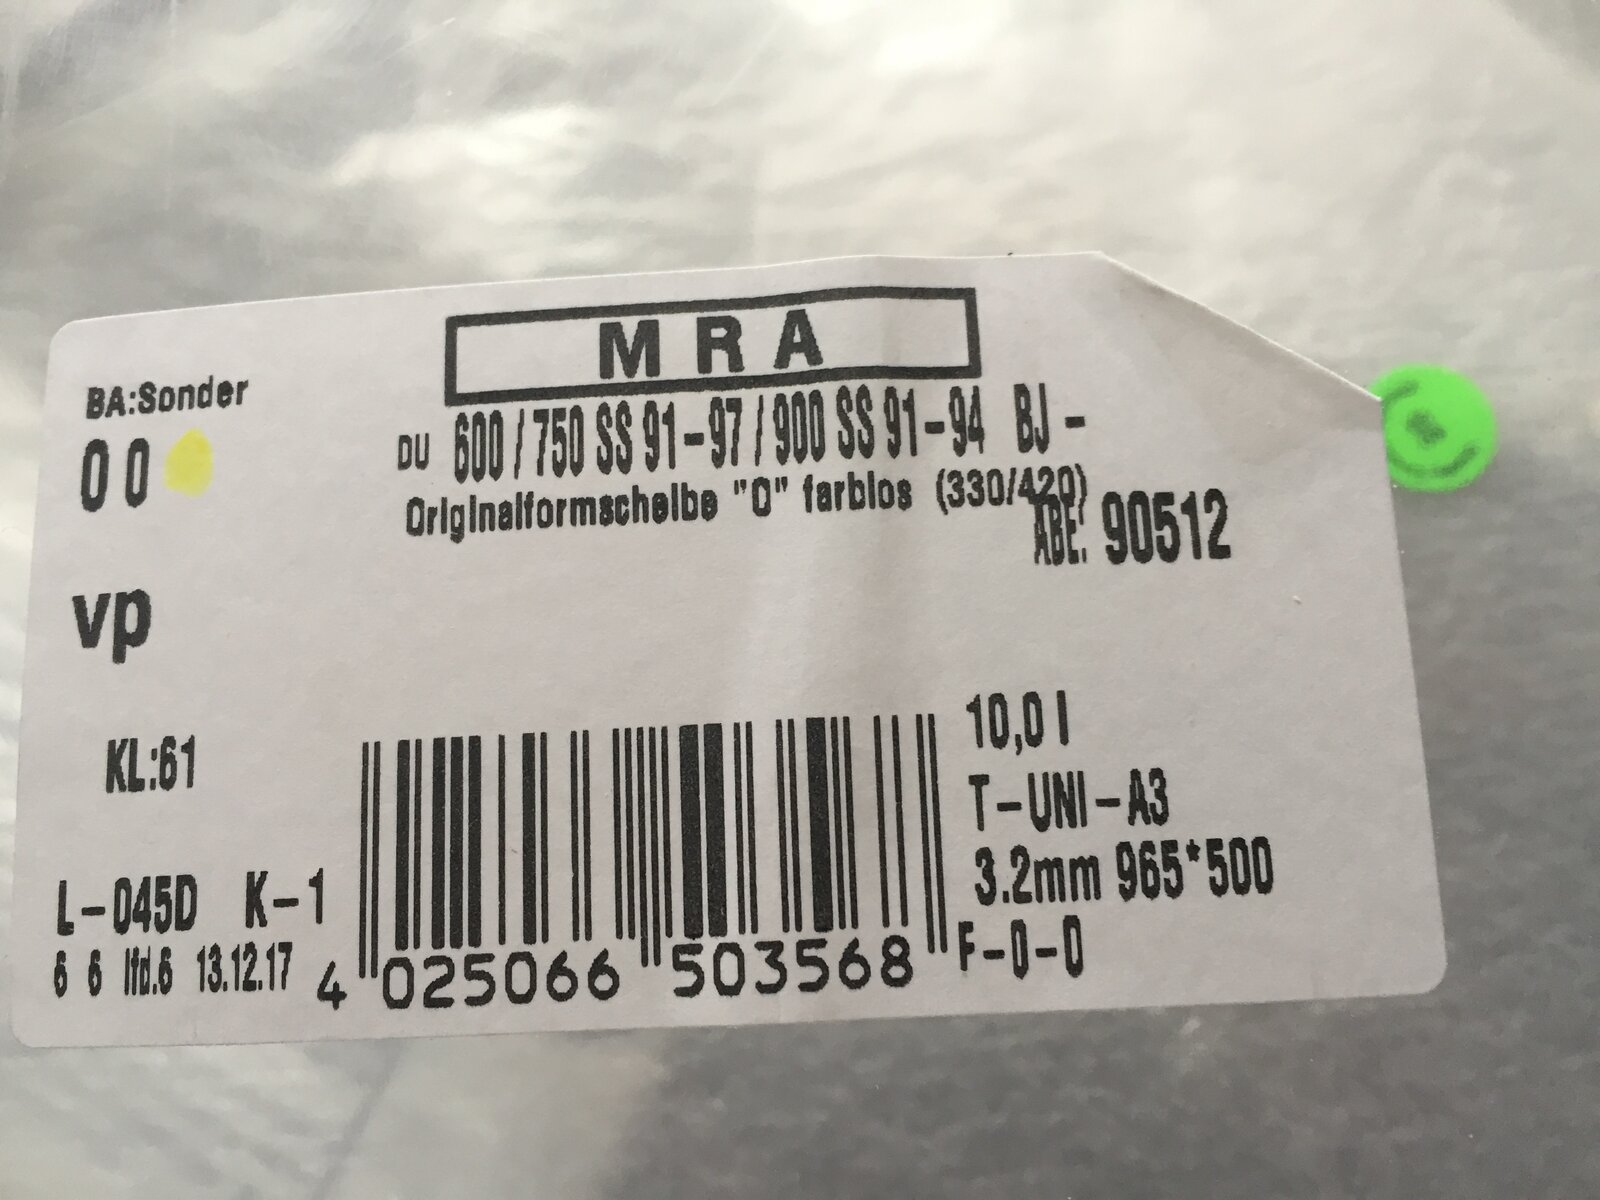 MRA
BA:Sonder
00
DU 600/750 SS 91-97/900 SS 91-94 BJ -
Originalformscheibe "O" farblos (330/420)
ABE: 90512
vp
KL:61
10,0 l
T-UNI-A3
3.2mm 965*500
F-0-0
L-045D K-1
6 6 lfd.6 13.12.17
4 025066 503568